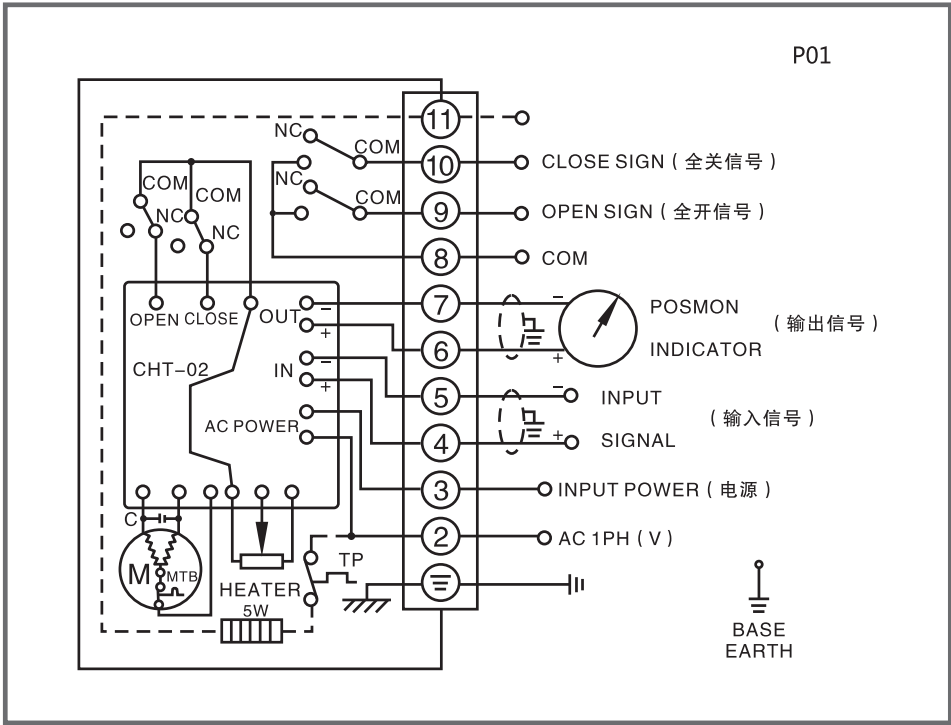 P01
11
NC
COM
10
CLOSE SIGN ( 全关信号 )
NC
COM
9
OPEN SIGN ( 全开信号 )
8
COM
COM
COM
NC
NC
OPEN CLOSE
OUT
−
+
7
−
POSMON
( 输出信号 )
6
+
INDICATOR
CHT−02
IN
−
+
5
−
INPUT
( 输入信号 )
4
+
SIGNAL
AC POWER
3
INPUT POWER ( 电源 )
2
AC 1PH ( V )
C
M
MTB
TP
HEATER
5W
BASE
EARTH